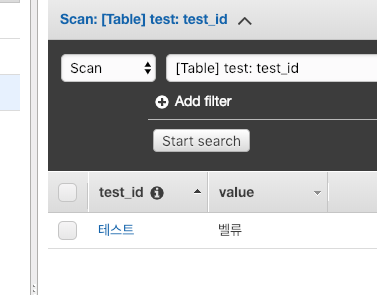 Scan: [Table] test: test_id
Scan [Table] test: test_id
Add filter
Start search
test_id value
테스트 벨류